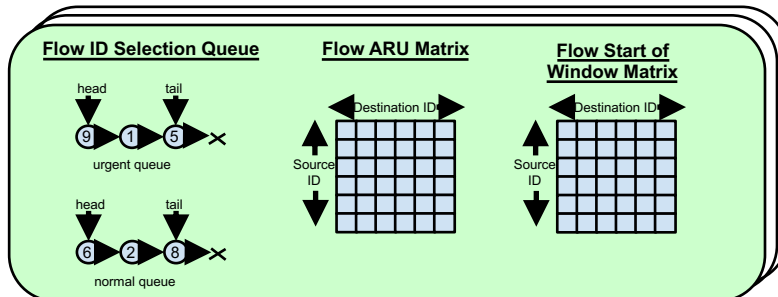 Flow ID Selection Queue
head
tail
9
1
5
urgent queue
head
tail
6
2
8
normal queue
Flow ARU Matrix
Destination ID
Source
ID
Flow Start of
Window Matrix
Destination ID
Source
ID